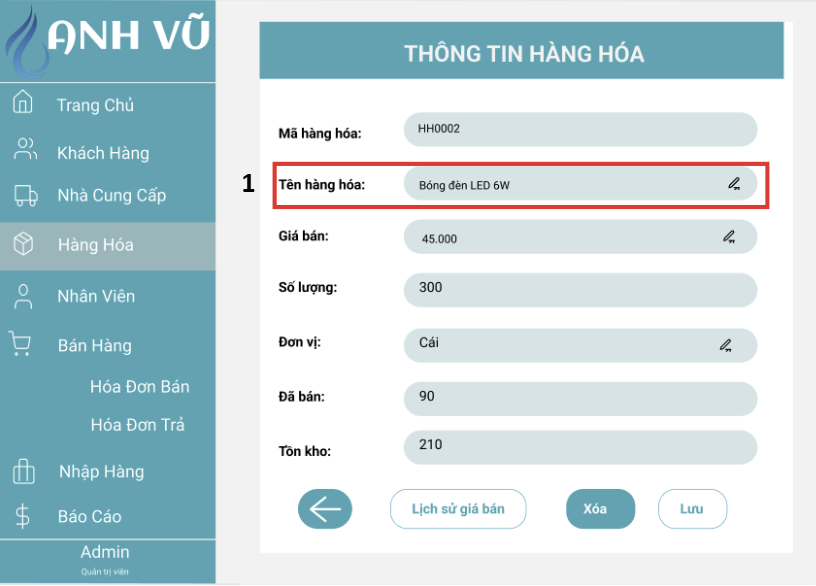 ANH VŨ
Trang Chủ
Khách Hàng
Nhà Cung Cấp
Hàng Hóa
Nhân Viên
Bán Hàng
Hóa Đơn Bán
Hóa Đơn Trả
Nhập Hàng
Báo Cáo
Admin
Quản trị viên
THÔNG TIN HÀNG HÓA
Mã hàng hóa: HH0002
1 Tên hàng hóa: Bóng đèn LED 6W
Giá bán: 45.000
Số lượng: 300
Đơn vị: Cái
Đã bán: 90
Tồn kho: 210
Lịch sử giá bán Xóa Lưu